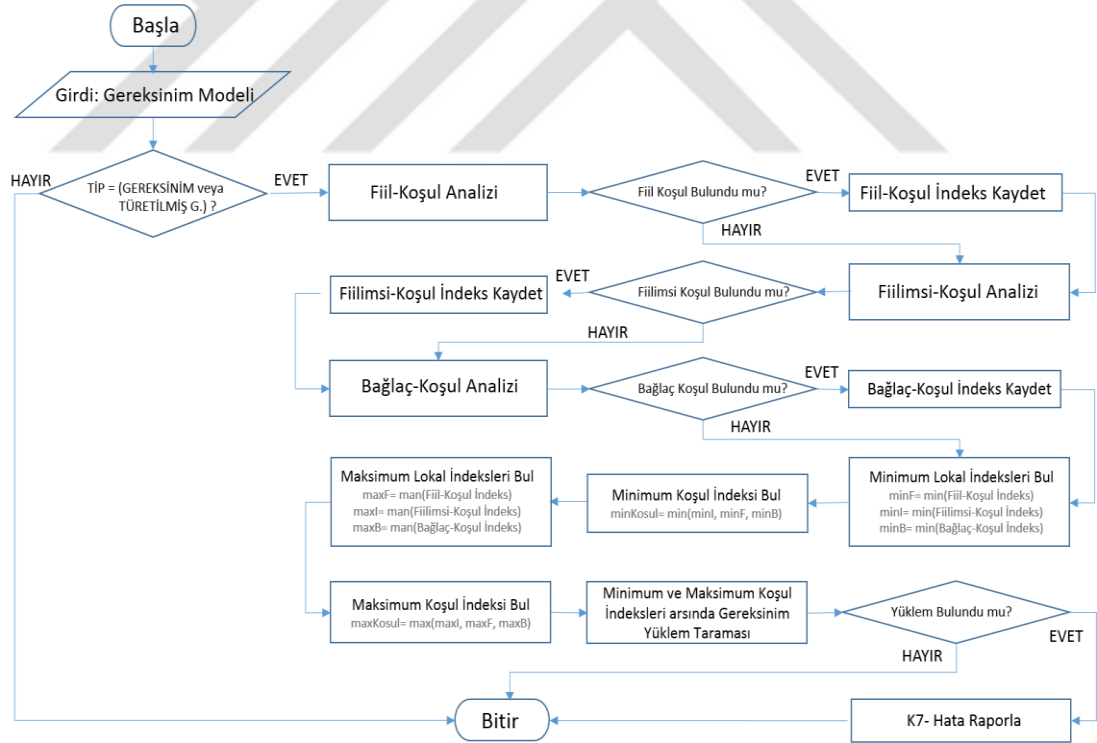 Başla
Girdi: Gereksinim Modeli
HAYIR
TİP = (GEREKSİNİM veya
TÜRETİLMİŞ G.) ?
EVET
Fiil-Koşul Analizi
Fiil Koşul Bulundu mu?
EVET
Fiil-Koşul İndeks Kaydet
HAYIR
Fiilimsi-Koşul Analizi
Fiilimsi Koşul Bulundu mu?
EVET
Fiilimsi-Koşul İndeks Kaydet
HAYIR
Bağlaç-Koşul Analizi
Bağlaç Koşul Bulundu mu?
EVET
Bağlaç-Koşul İndeks Kaydet
HAYIR
Minimum Lokal İndeksleri Bul
minF= min(Fiil-Koşul İndeks)
minI= min(Fiilimsi-Koşul İndeks)
minB= min(Bağlaç-Koşul İndeks)
Minimum Koşul İndeksi Bul
minKosul= min(minI, minF, minB)
Maksimum Lokal İndeksleri Bul
maxF= man(Fiil-Koşul İndeks)
maxI= man(Fiilimsi-Koşul İndeks)
maxB= man(Bağlaç-Koşul İndeks)
Maksimum Koşul İndeksi Bul
maxKosul= max(maxI, maxF, maxB)
Minimum ve Maksimum Koşul
İndeksleri arsında Gereksinim
Yüklem Taraması
Yüklem Bulundu mu?
EVET
HAYIR
K7- Hata Raporla
Bitir